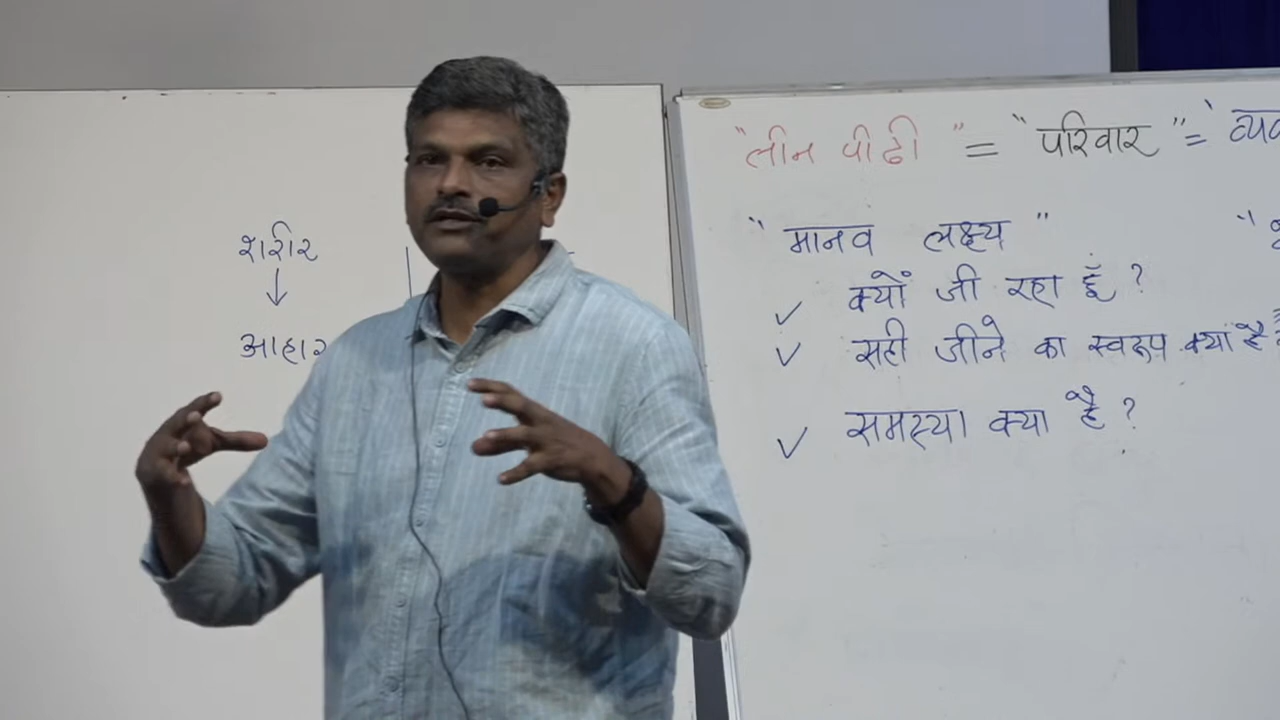 शरीर
↓
आहार
"तीन पीढी" = "परिवार" = '
"मानव लक्ष्य"
✓ क्यों जी रहा हूँ ?
✓ सही जीने का स्वरूप क्या है ?
✓ समस्या क्या है ?